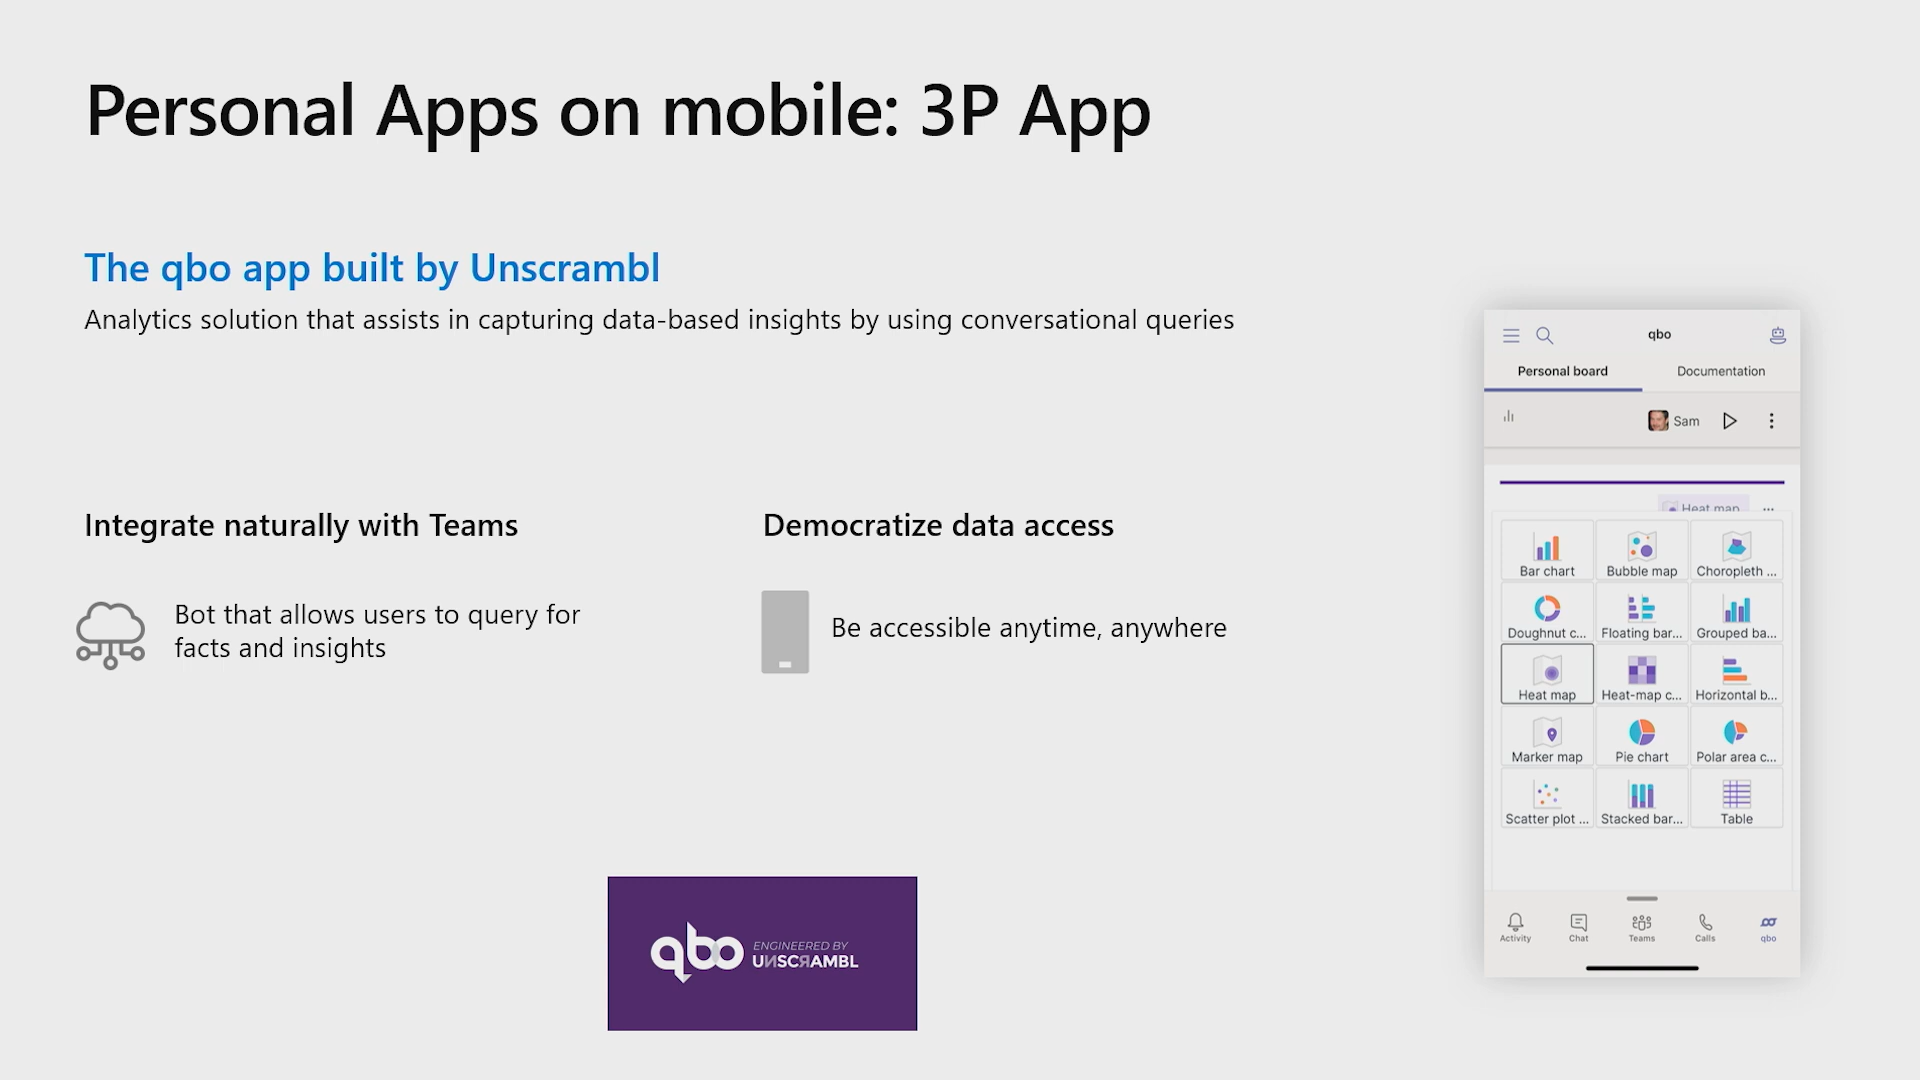 Personal Apps on mobile: 3P App
The qbo app built by Unscrambl
Analytics solution that assists in capturing data-based insights by using conversational queries
Integrate naturally with Teams
Bot that allows users to query for
facts and insights
Democratize data access
Be accessible anytime, anywhere
qbo ENGINEERED BY
UNSCRAMBL
qbo
Personal board Documentation
Sam
Heat map ...
Bar chart Bubble map Choropleth ...
Doughnut c... Floating bar... Grouped ba...
Heat map Heat-map c... Horizontal b...
Marker map Pie chart Polar area c...
Scatter plot ... Stacked bar... Table
Activity Chat Teams Calls qbo